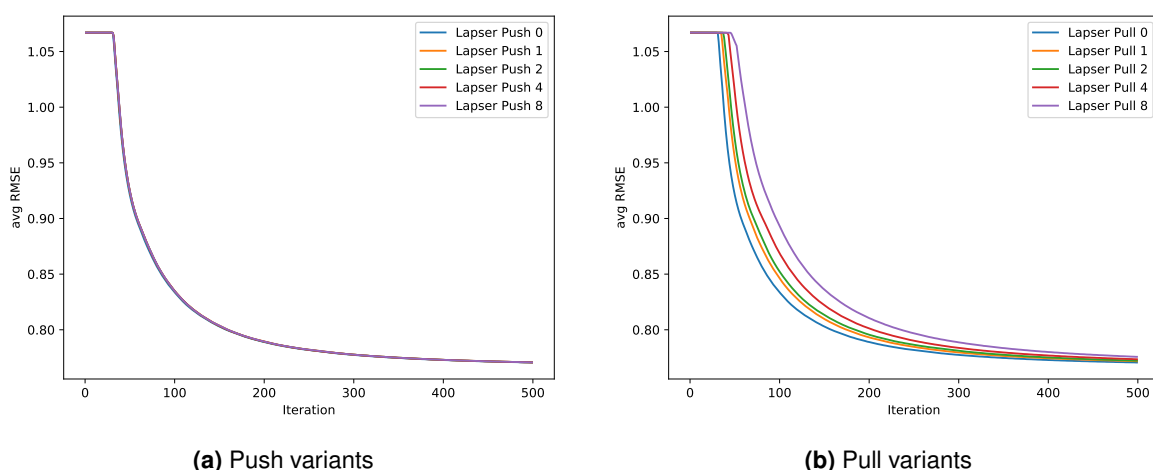 1.05
1.00
0.95
0.90
0.85
0.80
avg RMSE
0
100
200
300
400
500
Iteration
Lapser Push 0
Lapser Push 1
Lapser Push 2
Lapser Push 4
Lapser Push 8
(a) Push variants
1.05
1.00
0.95
0.90
0.85
0.80
avg RMSE
0
100
200
300
400
500
Iteration
Lapser Pull 0
Lapser Pull 1
Lapser Pull 2
Lapser Pull 4
Lapser Pull 8
(b) Pull variants